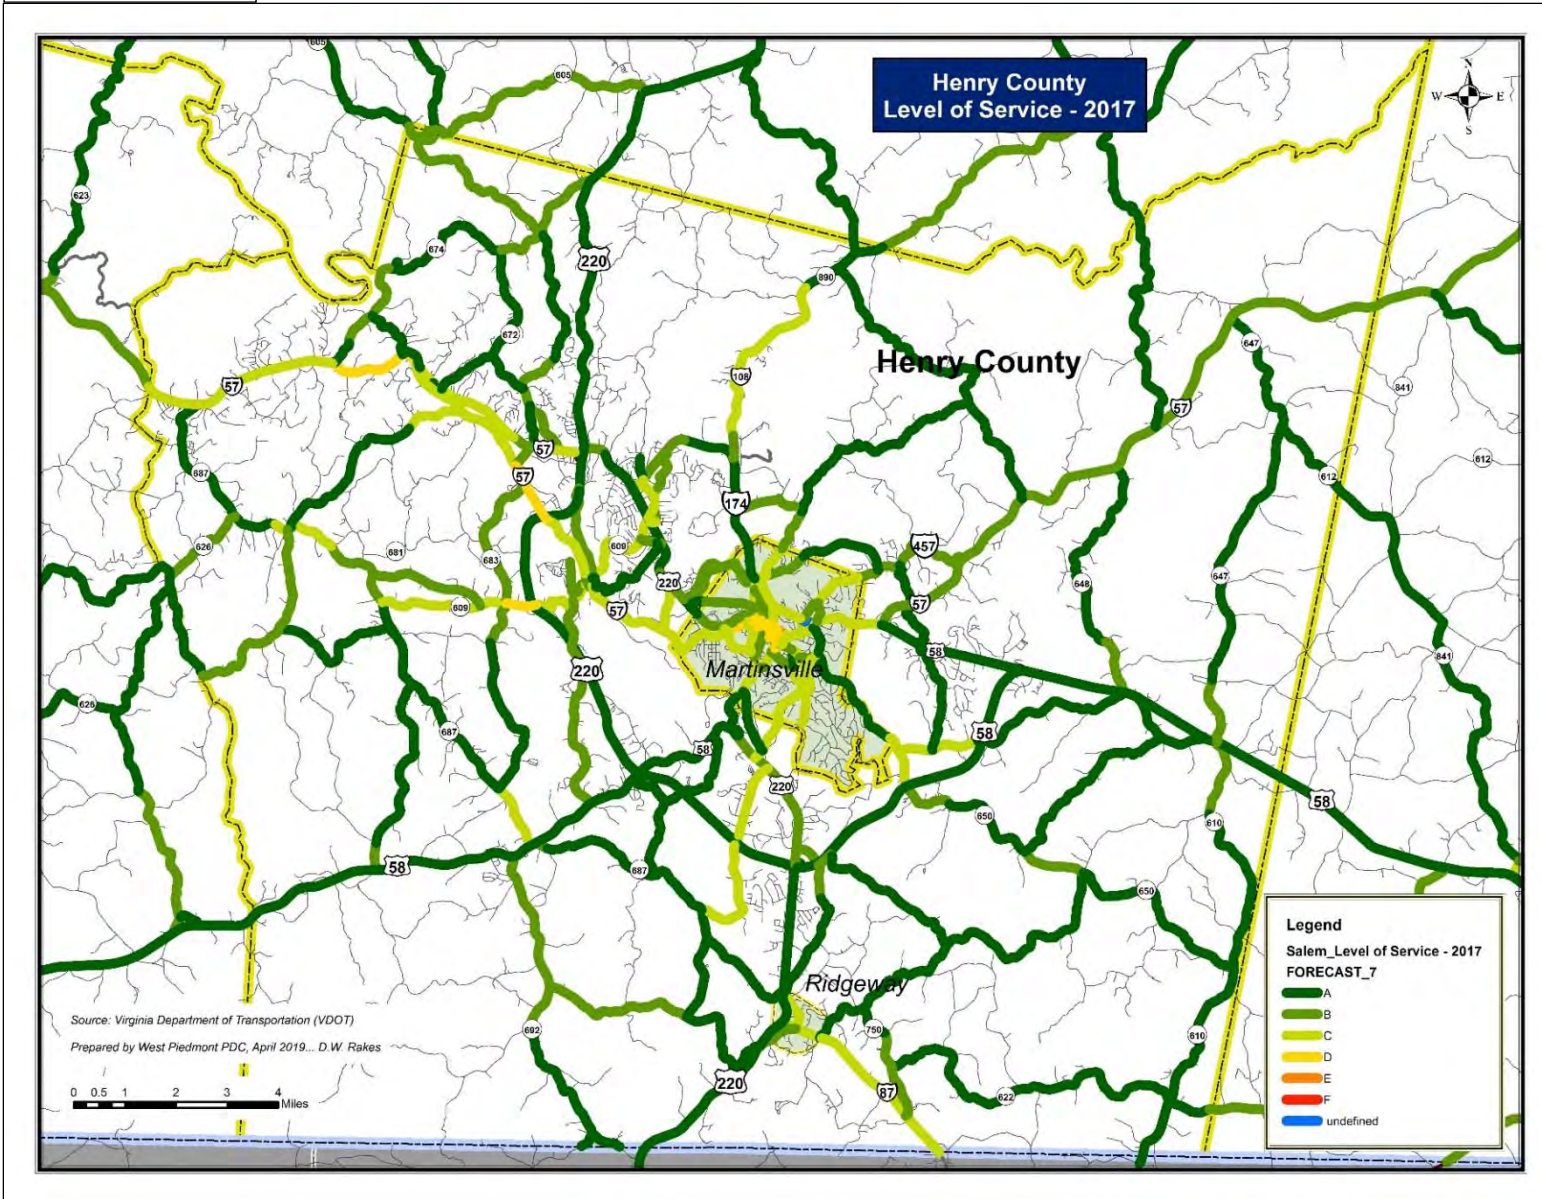 Henry County
Level of Service - 2017
N
W
E
S
605
605
623
674
220
890
672
647
Henry County
108
841
57
57
57
612
687
57
612
174
626
681
609
457
683
220
647
648
609
57
57
58
841
Martinsville
220
626
687
58
58
220
58
650
610
58
687
650
Ridgeway
692
750
610
220
87
622
Source: Virginia Department of Transportation (VDOT)
Prepared by West Piedmont PDC, April 2019... D.W. Rakes
0 0.5 1 2 3 4
Miles
Legend
Salem_Level of Service - 2017
FORECAST_7
A
B
C
D
E
F
undefined